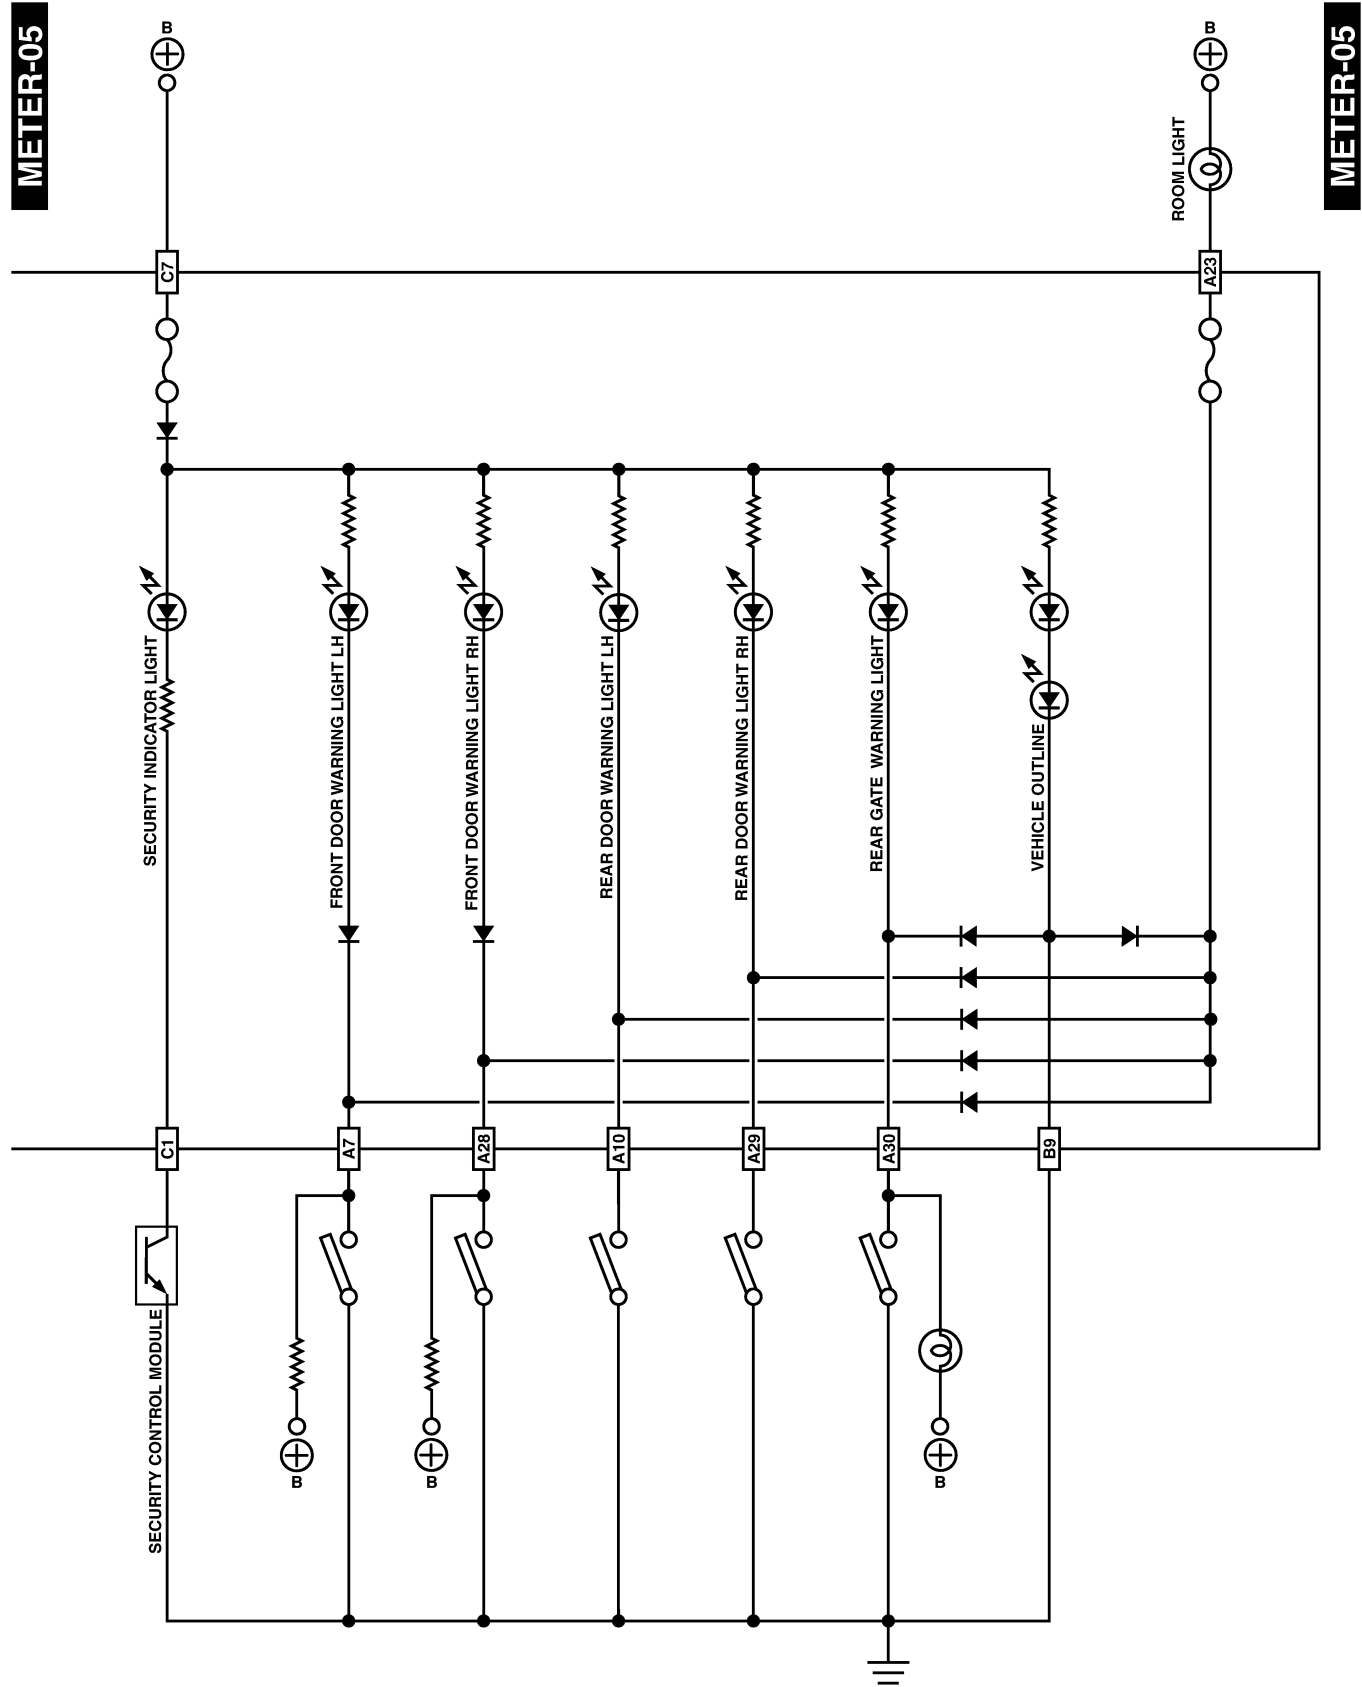 METER-05
METER-05
B
B
ROOM LIGHT
C7
A23
SECURITY INDICATOR LIGHT
FRONT DOOR WARNING LIGHT LH
FRONT DOOR WARNING LIGHT RH
REAR DOOR WARNING LIGHT LH
REAR DOOR WARNING LIGHT RH
REAR GATE WARNING LIGHT
VEHICLE OUTLINE
C1
A7
A28
A10
A29
A30
B9
SECURITY CONTROL MODULE
B
B
B